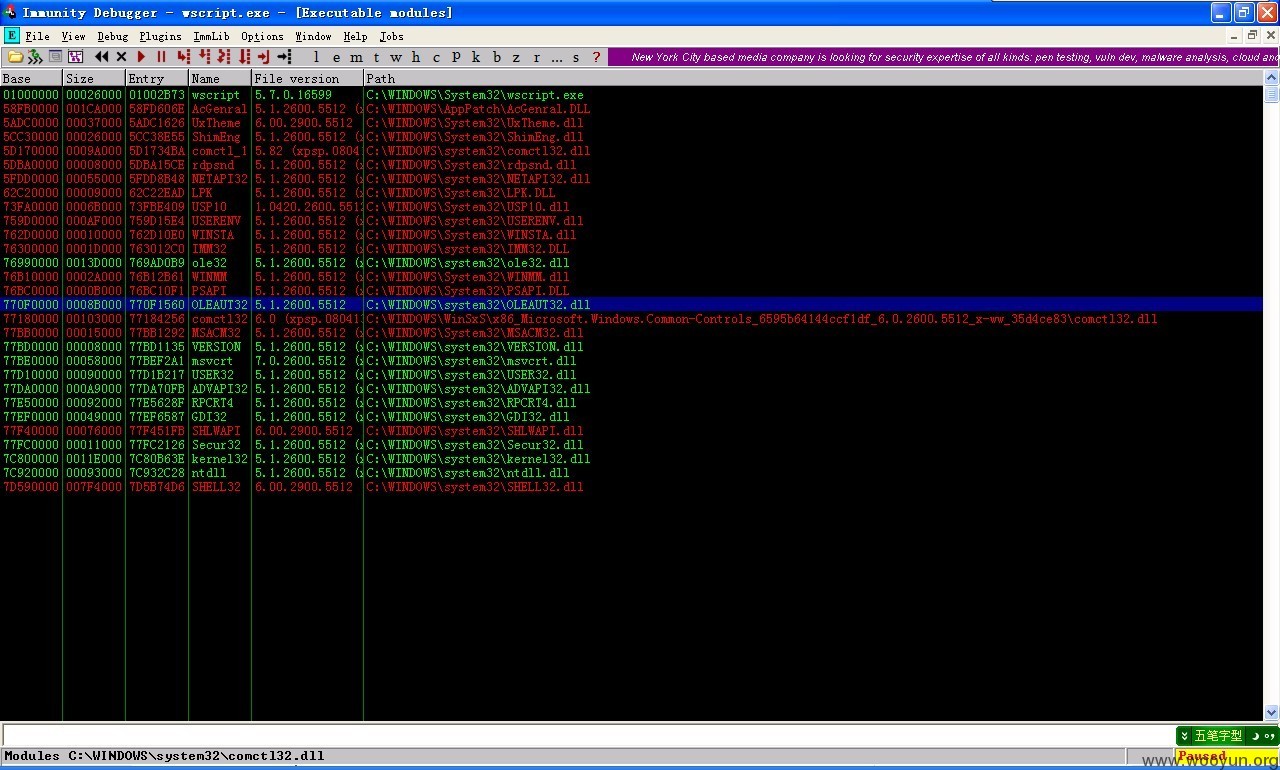 Immunity Debugger - wscript.exe - [Executable modules]
E File View Debug Plugins ImmLib Options Window Help Jobs
l e m t w h c P k b z r ... s ? New York City based media company is looking for security expertise of all kinds: pen testing, vuln dev, malware analysis, cloud and
Base Size Entry Name File version Path
01000000 00026000 01002B73 wscript 5.7.0.16599 C:\WINDOWS\System32\wscript.exe
58FB0000 001CA000 58FD606E AcGenral 5.1.2600.5512 (x C:\WINDOWS\AppPatch\AcGenral.DLL
5ADC0000 00037000 5ADC1626 UxTheme 6.00.2900.5512 C:\WINDOWS\System32\UxTheme.dll
5CC30000 00026000 5CC38E55 ShimEng 5.1.2600.5512 (x C:\WINDOWS\System32\ShimEng.dll
5D170000 0009A000 5D1734BA comctl_1 5.82 (xpsp.0804 C:\WINDOWS\system32\comctl32.dll
5DBA0000 00008000 5DBA15CE rdpsnd 5.1.2600.5512 (x C:\WINDOWS\System32\rdpsnd.dll
5FDD0000 00055000 5FDD8B48 NETAPI32 5.1.2600.5512 (x C:\WINDOWS\System32\NETAPI32.dll
62C20000 00009000 62C22EAD LPK 5.1.2600.5512 (x C:\WINDOWS\System32\LPK.DLL
73FA0000 0006B000 73FBE409 USP10 1.0420.2600.551 C:\WINDOWS\System32\USP10.dll
759D0000 000AF000 759D15E4 USERENV 5.1.2600.5512 (x C:\WINDOWS\System32\USERENV.dll
762D0000 00010000 762D10E0 WINSTA 5.1.2600.5512 (x C:\WINDOWS\System32\WINSTA.dll
76300000 0001D000 763012C0 IMM32 5.1.2600.5512 (x C:\WINDOWS\System32\IMM32.DLL
76990000 0013D000 769AD0B9 ole32 5.1.2600.5512 (x C:\WINDOWS\system32\ole32.dll
76B10000 0002A000 76B12B61 WINMM 5.1.2600.5512 (x C:\WINDOWS\System32\WINMM.dll
76BC0000 0000B000 76BC10F1 PSAPI 5.1.2600.5512 (x C:\WINDOWS\System32\PSAPI.DLL
770F0000 0008B000 770F1560 OLEAUT32 5.1.2600.5512 C:\WINDOWS\system32\OLEAUT32.dll
77180000 00103000 77184256 comctl32 6.0 (xpsp.08041 C:\WINDOWS\WinSxS\x86_Microsoft.Windows.Common-Controls_6595b64144ccf1df_6.0.2600.5512_x-ww_35d4ce83\comctl32.dll
77BB0000 00015000 77BB1292 MSACM32 5.1.2600.5512 (x C:\WINDOWS\System32\MSACM32.dll
77BD0000 00008000 77BD1135 VERSION 5.1.2600.5512 (x C:\WINDOWS\system32\VERSION.dll
77BE0000 00058000 77BEF2A1 msvcrt 7.0.2600.5512 (x C:\WINDOWS\system32\msvcrt.dll
77D10000 00090000 77D1B217 USER32 5.1.2600.5512 (x C:\WINDOWS\system32\USER32.dll
77DA0000 000A9000 77DA70FB ADVAPI32 5.1.2600.5512 (x C:\WINDOWS\system32\ADVAPI32.dll
77E50000 00092000 77E5628F RPCRT4 5.1.2600.5512 (x C:\WINDOWS\system32\RPCRT4.dll
77EF0000 00049000 77EF6587 GDI32 5.1.2600.5512 (x C:\WINDOWS\system32\GDI32.dll
77F40000 00076000 77F451FB SHLWAPI 6.00.2900.5512 C:\WINDOWS\system32\SHLWAPI.dll
77FC0000 00011000 77FC2126 Secur32 5.1.2600.5512 (x C:\WINDOWS\system32\Secur32.dll
7C800000 0011E000 7C80B63E kernel32 5.1.2600.5512 (x C:\WINDOWS\system32\kernel32.dll
7C920000 00093000 7C932C28 ntdll 5.1.2600.5512 (x C:\WINDOWS\system32\ntdll.dll
7D590000 007F4000 7D5B74D6 SHELL32 6.00.2900.5512 C:\WINDOWS\system32\SHELL32.dll
五笔字型
Modules C:\WINDOWS\system32\comctl32.dll
Paused
www.wooyun.org